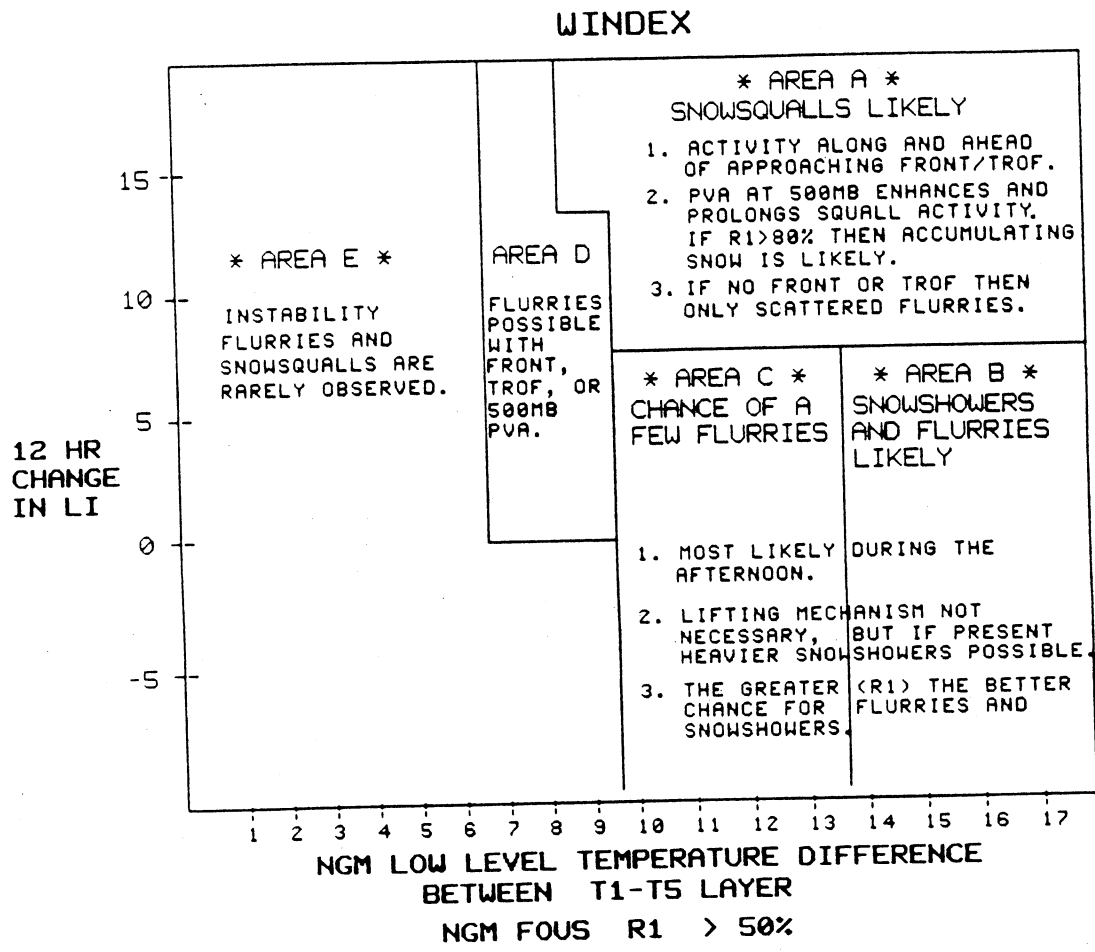 WINDEX
* AREA A *
SNOWSQUALLS LIKELY
1. ACTIVITY ALONG AND AHEAD
OF APPROACHING FRONT/TROF.
2. PVA AT 500MB ENHANCES AND
PROLONGS SQUALL ACTIVITY.
IF R1>80% THEN ACCUMULATING
SNOW IS LIKELY.
3. IF NO FRONT OR TROF THEN
ONLY SCATTERED FLURRIES.
* AREA E *
INSTABILITY
FLURRIES AND
SNOWSQUALLS ARE
RARELY OBSERVED.
AREA D
FLURRIES
POSSIBLE
WITH
FRONT,
TROF, OR
500MB
PVA.
* AREA C *
CHANCE OF A
FEW FLURRIES
* AREA B *
SNOWSHOWERS
AND FLURRIES
LIKELY
1. MOST LIKELY DURING THE
AFTERNOON.
2. LIFTING MECHANISM NOT
NECESSARY, BUT IF PRESENT
HEAVIER SNOWSHOWERS POSSIBLE.
3. THE GREATER (R1) THE BETTER
CHANCE FOR FLURRIES AND
SNOWSHOWERS.
15
10
5
0
-5
12 HR
CHANGE
IN LI
1 2 3 4 5 6 7 8 9 10 11 12 13 14 15 16 17
NGM LOW LEVEL TEMPERATURE DIFFERENCE
BETWEEN T1-T5 LAYER
NGM FOUS R1 > 50%